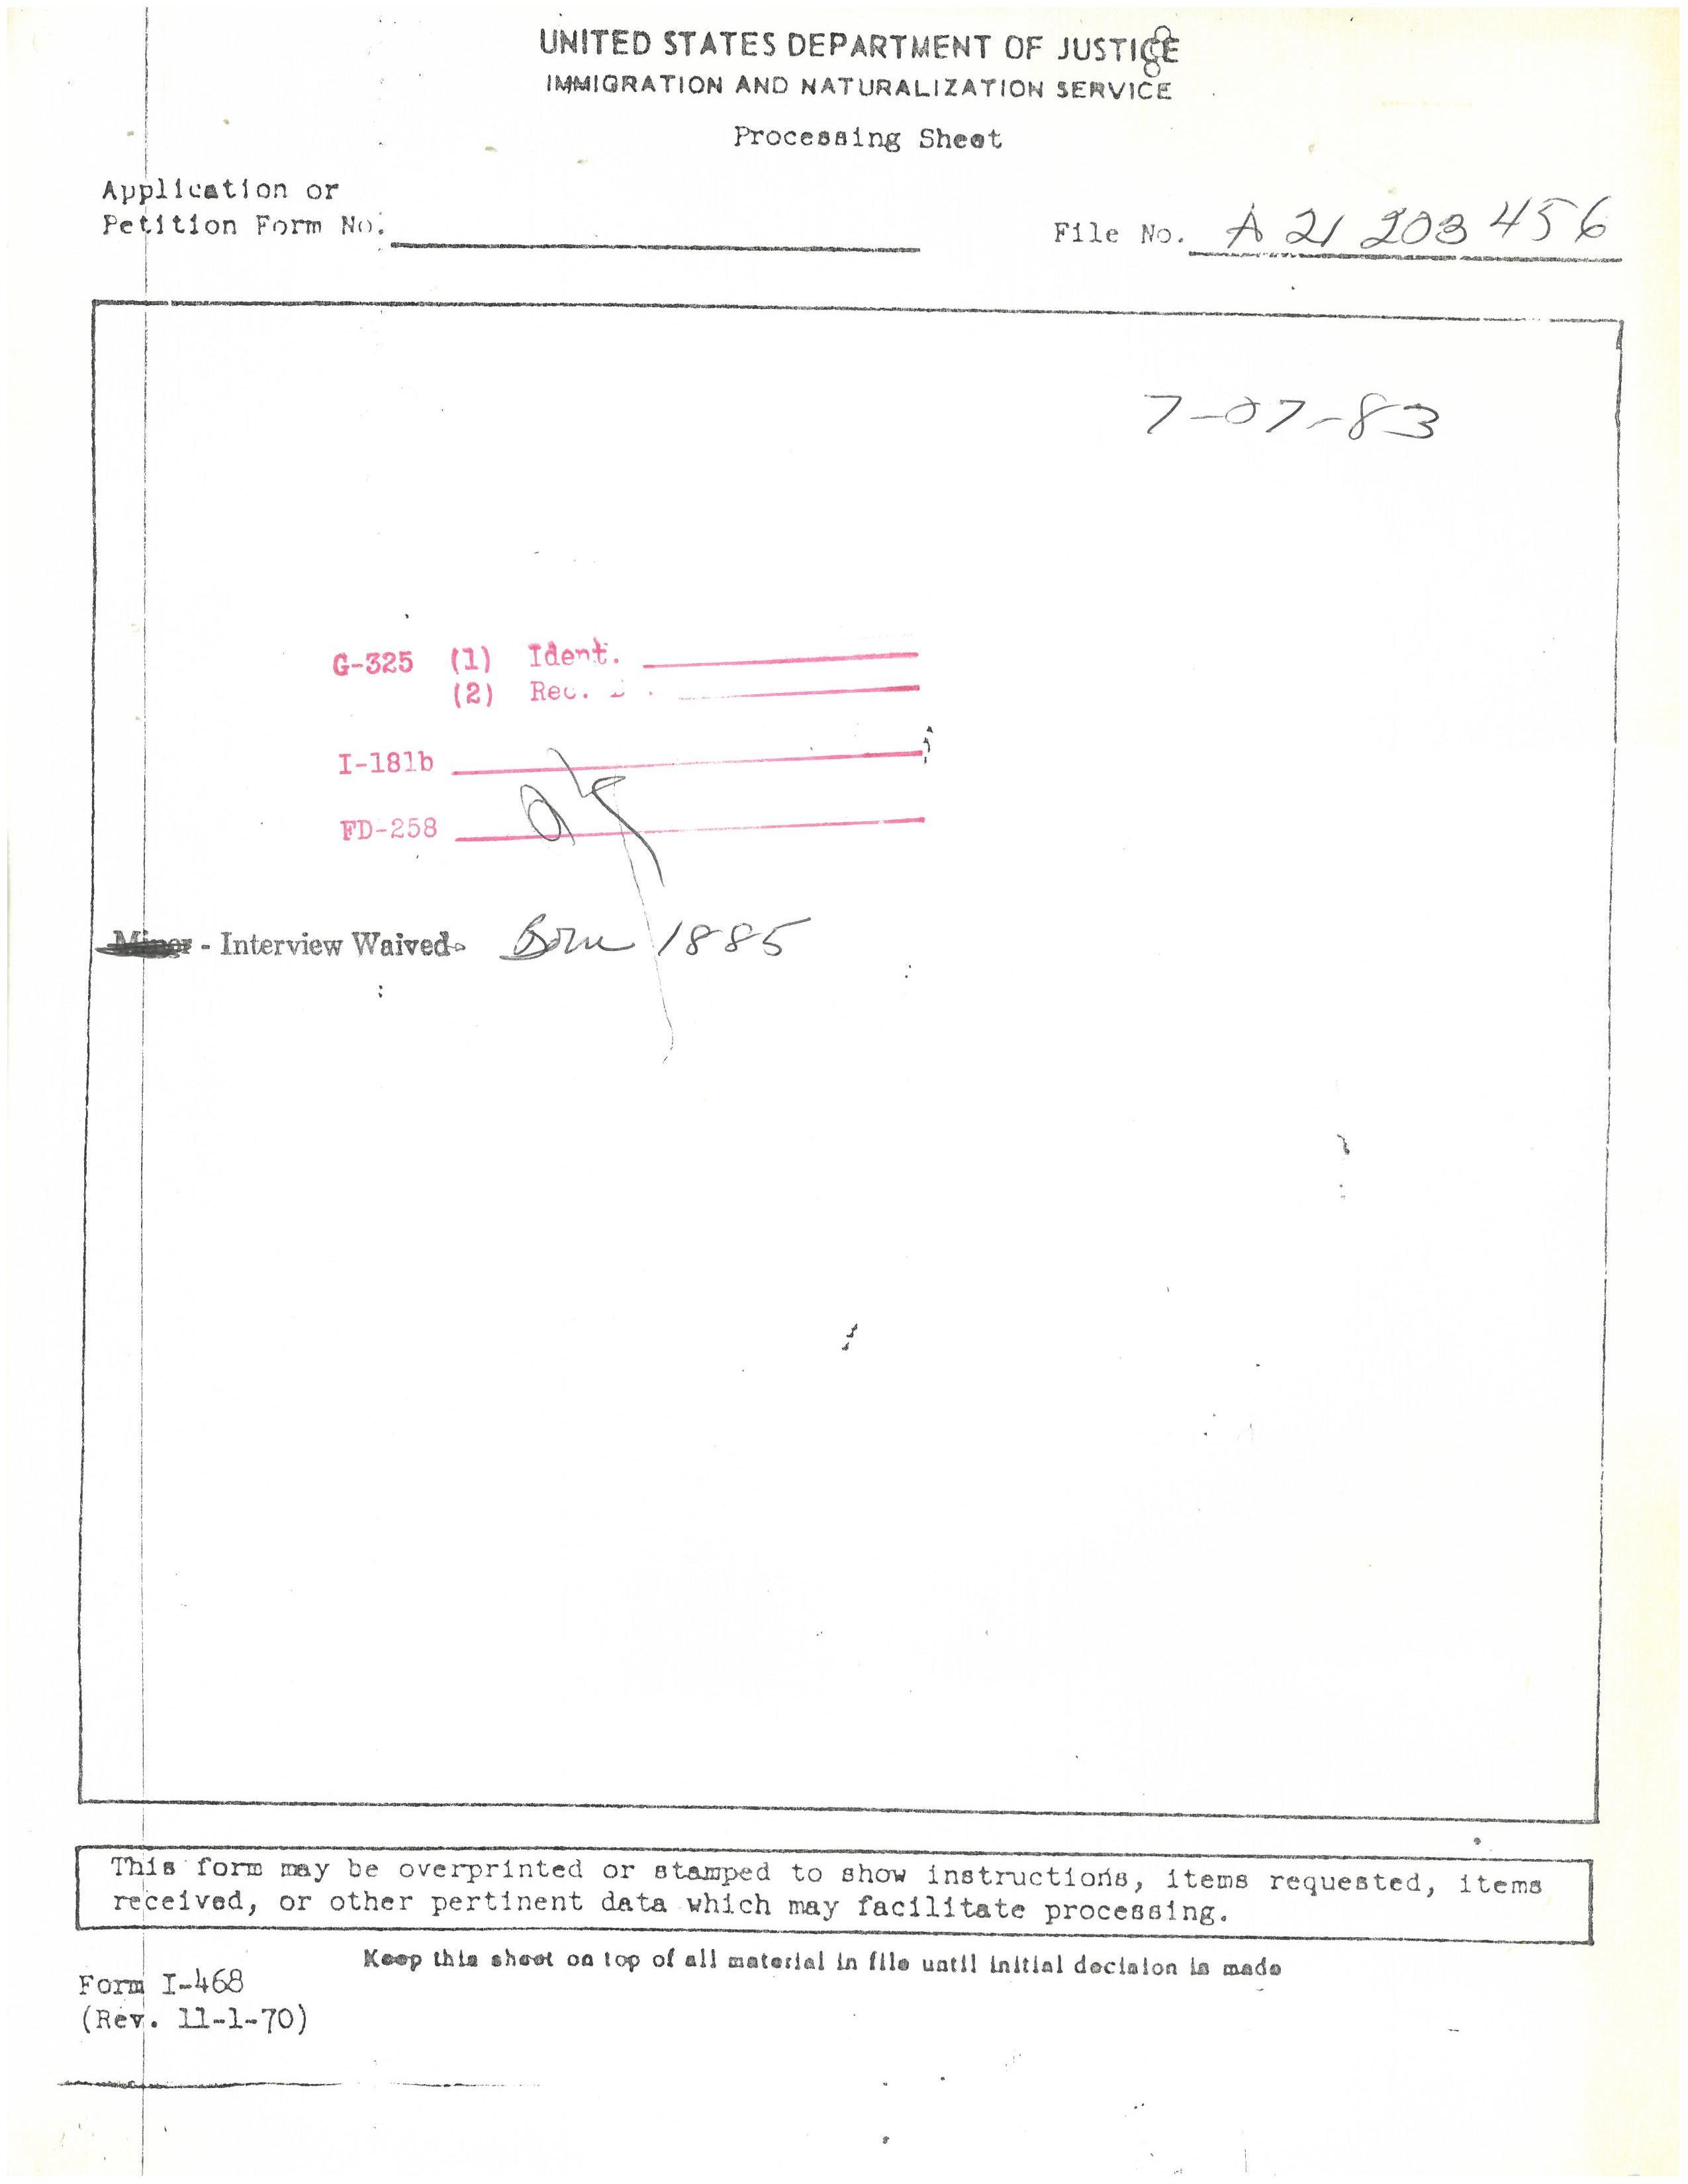 UNITED STATES DEPARTMENT OF JUSTICE
IMMIGRATION AND NATURALIZATION SERVICE
Processing Sheet
Application or
Petition Form No.
File No. A 21 203 456
7-07-83
G-325 (1) Ident.
(2) Rec.
I-181b
FD-258
Minor - Interview Waived. Born 1885
This form may be overprinted or stamped to show instructions, items requested, items
received, or other pertinent data which may facilitate processing.
Keep this sheet on top of all material in file until initial decision is made
Form I-468
(Rev. 11-1-70)